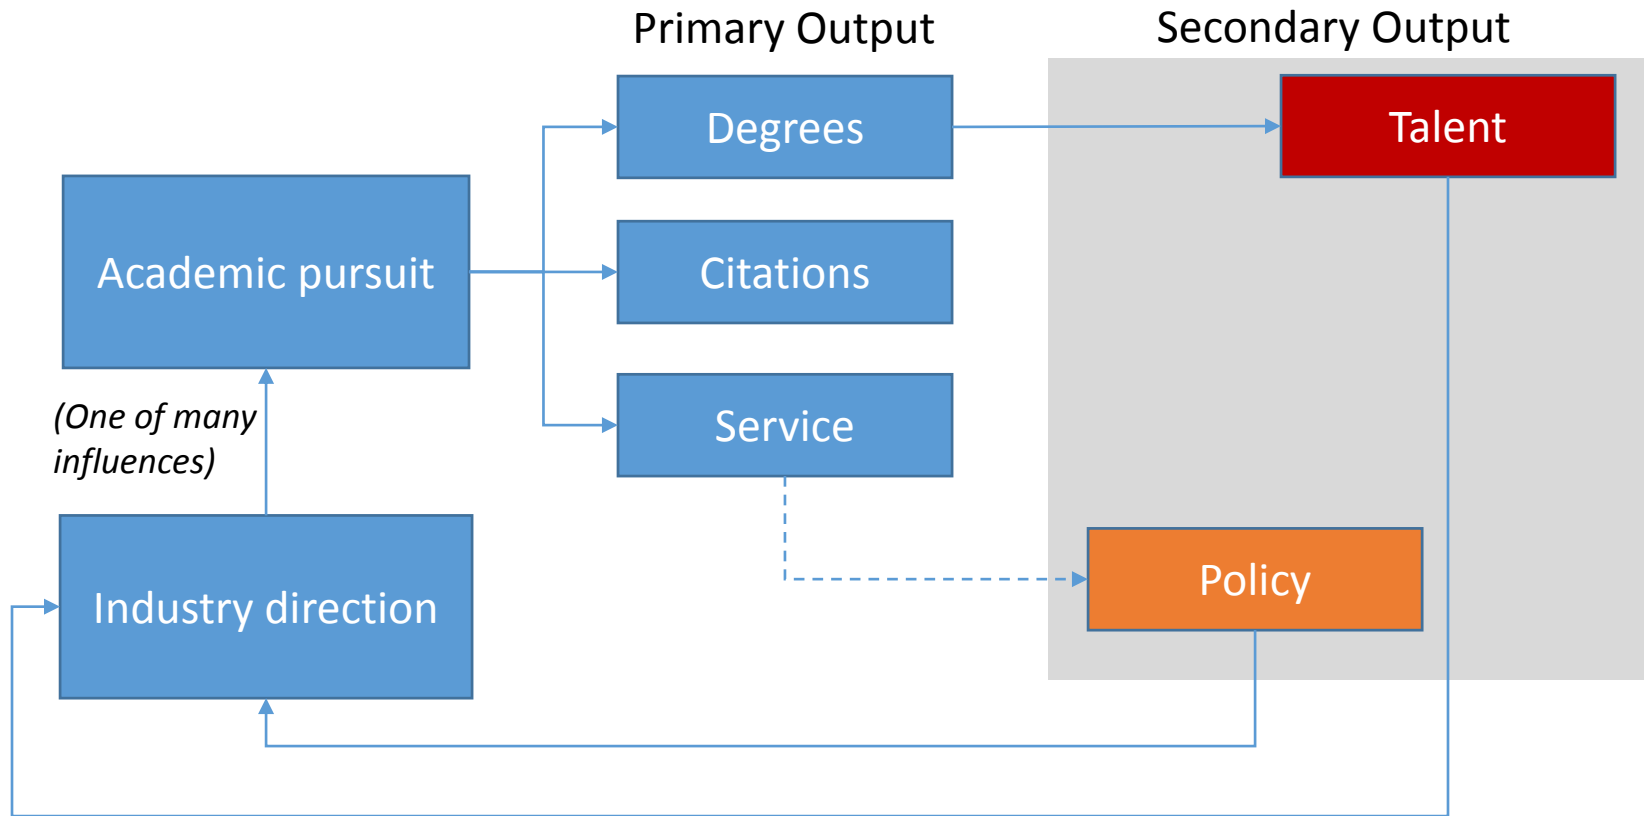 Primary Output
Secondary Output
Degrees
Talent
Academic pursuit
Citations
Service
(One of many
influences)
Industry direction
Policy